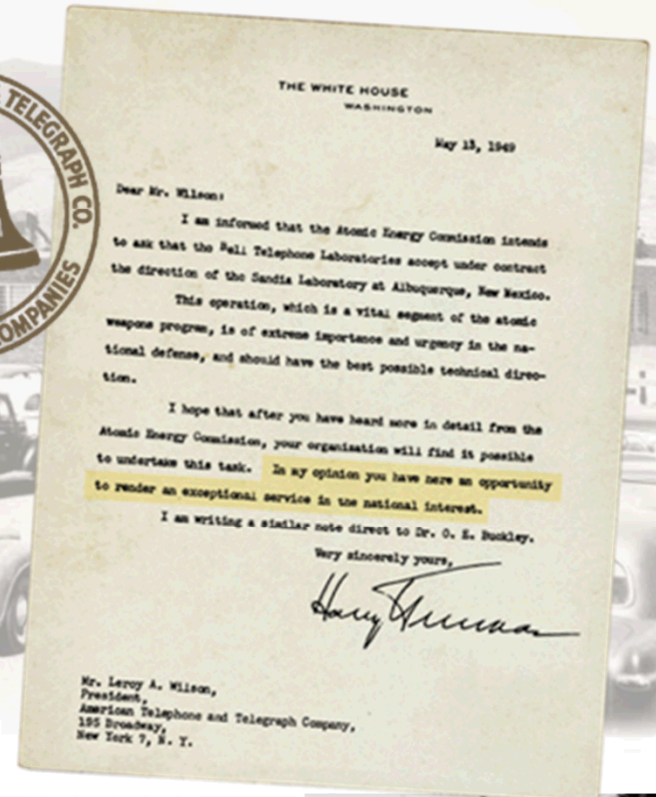 TELEGRAPH CO.
COMPANIES
THE WHITE HOUSE
WASHINGTON
May 13, 1949
Dear Mr. Wilson:
I am informed that the Atomic Energy Commission intends
to ask that the Bell Telephone Laboratories accept under contract
the direction of the Sandia Laboratory at Albuquerque, New Mexico.
This operation, which is a vital segment of the atomic
weapons program, is of extreme importance and urgency in the na-
tional defense, and should have the best possible technical direc-
tion.
I hope that after you have heard more in detail from the
Atomic Energy Commission, your organization will find it possible
to undertake this task. In my opinion you have here an opportunity
to render an exceptional service in the national interest.
I am writing a similar note direct to Dr. O. E. Buckley.
Very sincerely yours,
Harry Truman
Mr. Leroy A. Wilson,
President,
American Telephone and Telegraph Company,
195 Broadway,
New York 7, N. Y.